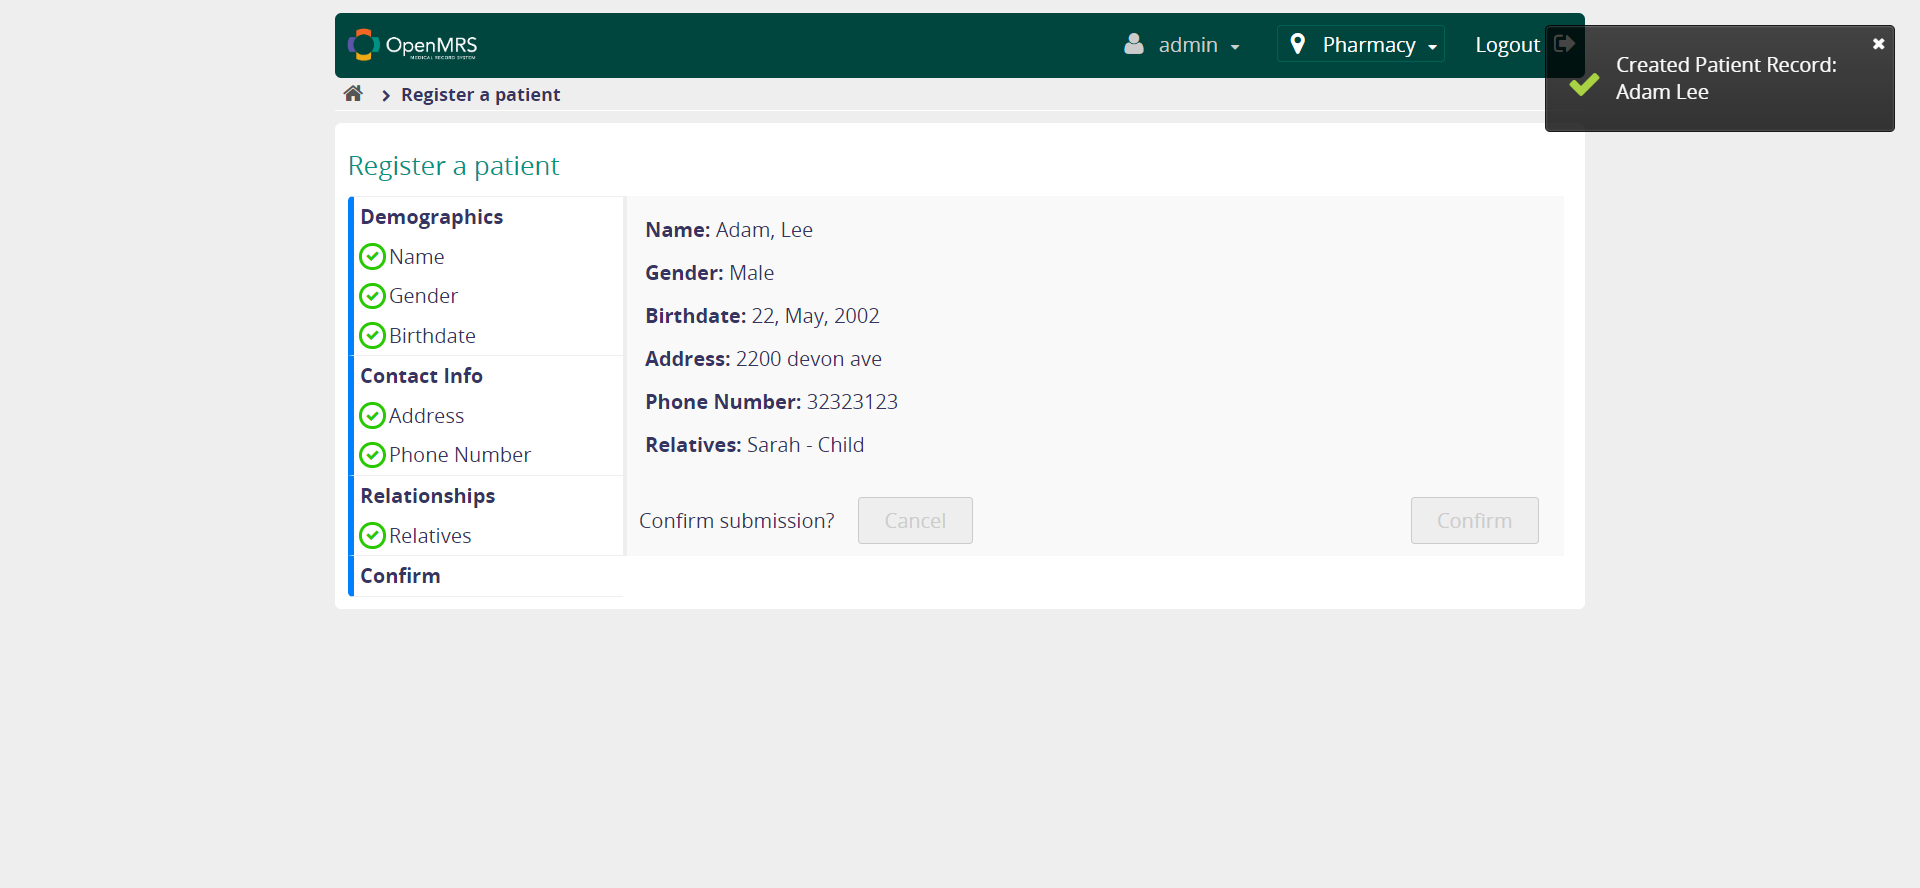 OpenMRS
MEDICAL RECORD SYSTEM
admin
Pharmacy
Logout
Created Patient Record:
Adam Lee
Register a patient
Register a patient
Demographics
Name
Gender
Birthdate
Contact Info
Address
Phone Number
Relationships
Relatives
Confirm
Name: Adam, Lee
Gender: Male
Birthdate: 22, May, 2002
Address: 2200 devon ave
Phone Number: 32323123
Relatives: Sarah - Child
Confirm submission?
Cancel
Confirm